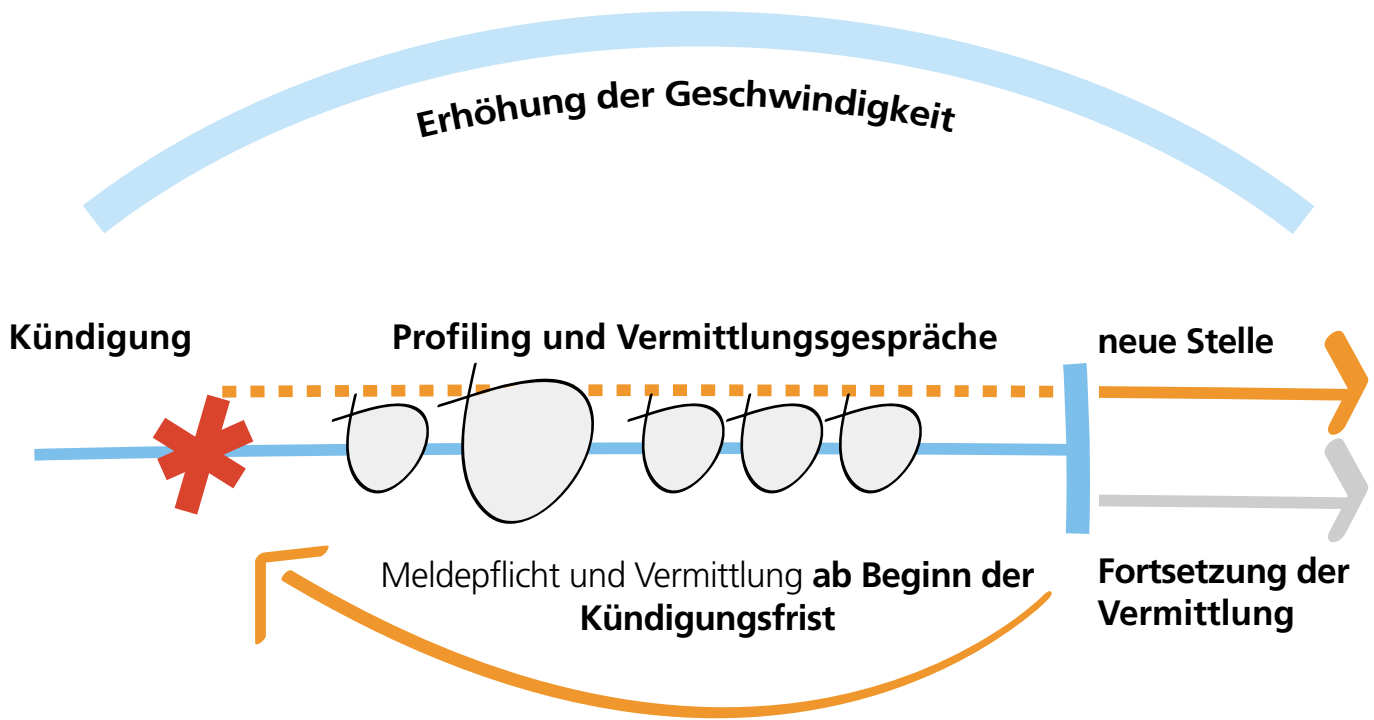 Erhöhung der Geschwindigkeit
Kündigung
Profiling und Vermittlungsgespräche
neue Stelle
Meldepflicht und Vermittlung ab Beginn der
Kündigungsfrist
Fortsetzung der
Vermittlung